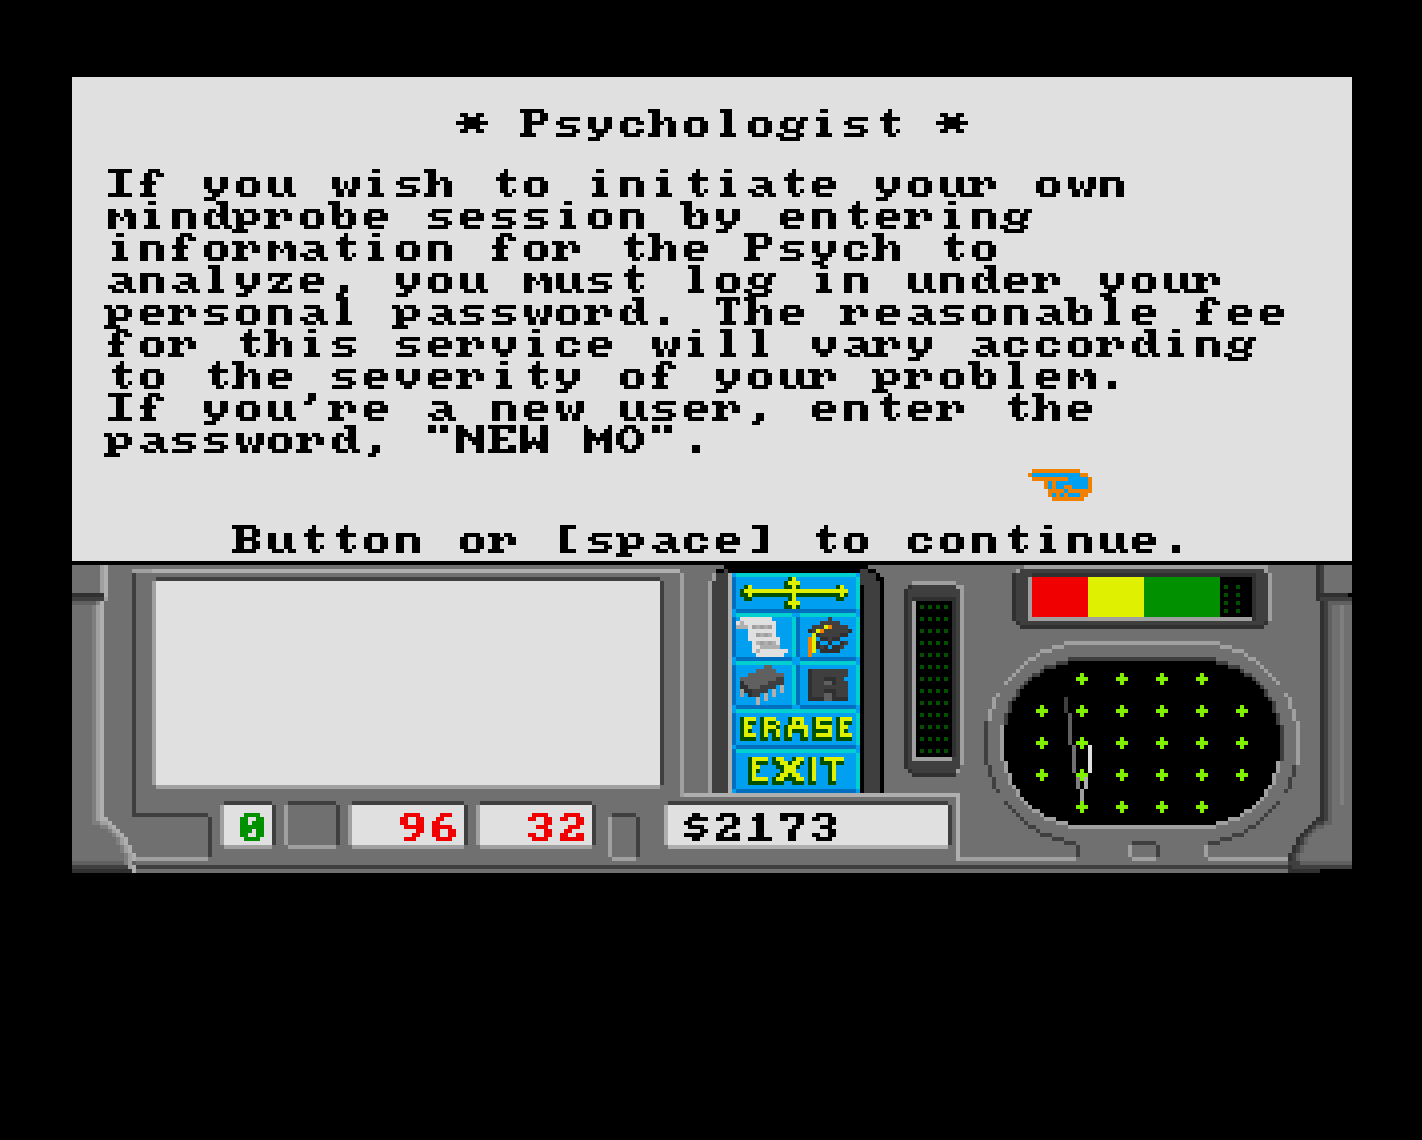 * Psychologist *
If you wish to initiate your own
mindprobe session by entering
information for the Psych to
analyze, you must log in under your
personal password. The reasonable fee
for this service will vary according
to the severity of your problem.
If you're a new user, enter the
password, "NEW MO".
Button or [space] to continue.
R
ERASE
EXIT
0 96 32 $2173